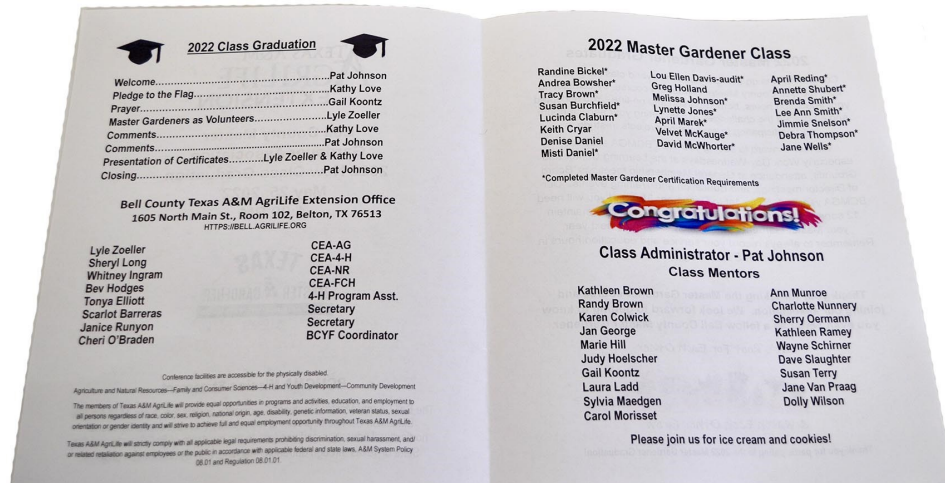 2022 Class Graduation
Welcome..........................................................Pat Johnson
Pledge to the Flag.............................................Kathy Love
Prayer.............................................................Gail Koontz
Master Gardeners as Volunteers......................Lyle Zoeller
Comments.......................................................Kathy Love
Comments.......................................................Pat Johnson
Presentation of Certificates..........Lyle Zoeller & Kathy Love
Closing...........................................................Pat Johnson
Bell County Texas A&M AgriLife Extension Office
1605 North Main St., Room 102, Belton, TX 76513
HTTPS://BELL.AGRILIFE.ORG
Lyle Zoeller CEA-AG
Sheryl Long CEA-4-H
Whitney Ingram CEA-NR
Bev Hodges CEA-FCH
Tonya Elliott 4-H Program Asst.
Scarlot Barreras Secretary
Janice Runyon Secretary
Cheri O'Braden BCYF Coordinator
Conference facilities are accessible for the physically disabled.
Agriculture and Natural Resources—Family and Consumer Sciences—4-H and Youth Development—Community Development
The members of Texas A&M AgriLife will provide equal opportunities in programs and activities, education, and employment to
all persons regardless of race, color, sex, religion, national origin, age, disability, genetic information, veteran status, sexual
orientation or gender identity and will strive to achieve full and equal employment opportunity throughout Texas A&M AgriLife.
Texas A&M AgriLife will strictly comply with all applicable legal requirements prohibiting discrimination, sexual harassment, and/
or related retaliation against employees or the public in accordance with applicable federal and state laws, A&M System Policy
08.01 and Regulation 08.01.01.
2022 Master Gardener Class
Randine Bickel*
Andrea Bowsher*
Tracy Brown*
Susan Burchfield*
Lucinda Claburn*
Keith Cryar
Denise Daniel
Misti Daniel*
Lou Ellen Davis-audit*
Greg Holland
Melissa Johnson*
Lynette Jones*
April Marek*
Velvet McKauge*
David McWhorter*
April Reding*
Annette Shubert*
Brenda Smith*
Lee Ann Smith*
Jimmie Snelson*
Debra Thompson*
Jane Wells*
*Completed Master Gardener Certification Requirements
Congratulations!
Class Administrator - Pat Johnson
Class Mentors
Kathleen Brown
Randy Brown
Karen Colwick
Jan George
Marie Hill
Judy Hoelscher
Gail Koontz
Laura Ladd
Sylvia Maedgen
Carol Morisset
Ann Munroe
Charlotte Nunnery
Sherry Oermann
Kathleen Ramey
Wayne Schirner
Dave Slaughter
Susan Terry
Jane Van Praag
Dolly Wilson
Please join us for ice cream and cookies!